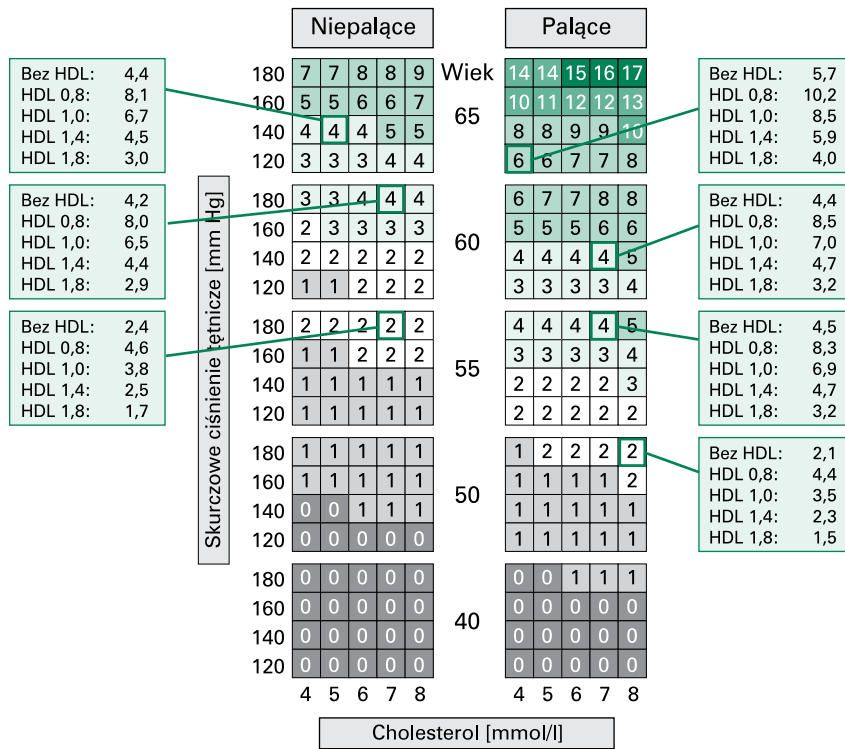 Niepalące Palące
Bez HDL: 4,4
HDL 0,8: 8,1
HDL 1,0: 6,7
HDL 1,4: 4,5
HDL 1,8: 3,0
Bez HDL: 4,2
HDL 0,8: 8,0
HDL 1,0: 6,5
HDL 1,4: 4,4
HDL 1,8: 2,9
Bez HDL: 2,4
HDL 0,8: 4,6
HDL 1,0: 3,8
HDL 1,4: 2,5
HDL 1,8: 1,7
Skurczowe ciśnienie tętnicze [mm Hg]
180 7 7 8 8 9 Wiek 14 14 15 16 17
160 5 5 6 6 7 10 11 12 12 13
65
140 4 4 4 5 5 8 8 9 9 10
120 3 3 3 4 4 6 6 7 7 8
180 3 3 4 4 4 6 7 7 8 8
160 2 3 3 3 3 5 5 5 6 6
60
140 2 2 2 2 2 4 4 4 4 5
120 1 1 2 2 2 3 3 3 3 4
180 2 2 2 2 2 4 4 4 4 5
160 1 1 2 2 2 3 3 3 3 4
55
140 1 1 1 1 1 2 2 2 2 3
120 1 1 1 1 1 2 2 2 2 2
180 1 1 1 1 1 1 2 2 2 2
160 1 1 1 1 1 1 1 1 1 2
50
140 0 0 1 1 1 1 1 1 1 1
120 0 0 0 0 0 1 1 1 1 1
180 0 0 0 0 0 0 0 1 1 1
160 0 0 0 0 0 0 0 0 0 0
40
140 0 0 0 0 0 0 0 0 0 0
120 0 0 0 0 0 0 0 0 0 0
4 5 6 7 8 4 5 6 7 8
Cholesterol [mmol/l]
Bez HDL: 5,7
HDL 0,8: 10,2
HDL 1,0: 8,5
HDL 1,4: 5,9
HDL 1,8: 4,0
Bez HDL: 4,4
HDL 0,8: 8,5
HDL 1,0: 7,0
HDL 1,4: 4,7
HDL 1,8: 3,2
Bez HDL: 4,5
HDL 0,8: 8,3
HDL 1,0: 6,9
HDL 1,4: 4,7
HDL 1,8: 3,2
Bez HDL: 2,1
HDL 0,8: 4,4
HDL 1,0: 3,5
HDL 1,4: 2,3
HDL 1,8: 1,5